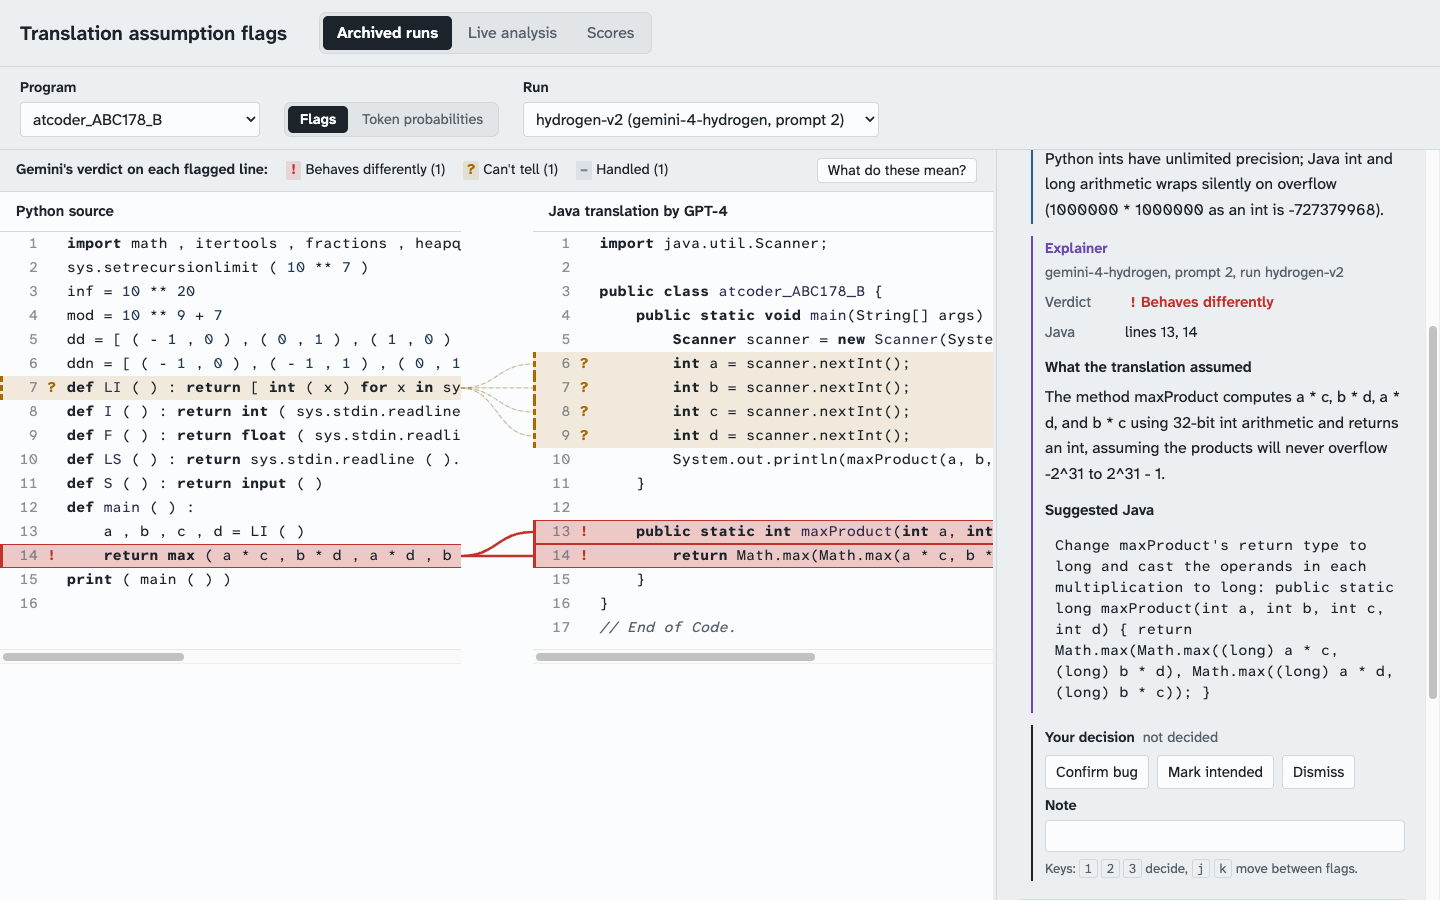 Translation assumption flags
Archived runs
Live analysis
Scores
Program
Run
atcoder_ABC178_B
Flags
Token probabilities
hydrogen-v2 (gemini-4-hydrogen, prompt 2)
Gemini's verdict on each flagged line:
! Behaves differently (1)
? Can't tell (1)
– Handled (1)
What do these mean?
Python source
1 import math , itertools , fractions , heapq
2 sys.setrecursionlimit ( 10 ** 7 )
3 inf = 10 ** 20
4 mod = 10 ** 9 + 7
5 dd = [ ( - 1 , 0 ) , ( 0 , 1 ) , ( 1 , 0 )
6 ddn = [ ( - 1 , 0 ) , ( - 1 , 1 ) , ( 0 , 1
7 ? def LI ( ) : return [ int ( x ) for x in sy
8 def I ( ) : return int ( sys.stdin.readline
9 def F ( ) : return float ( sys.stdin.readli
10 def LS ( ) : return sys.stdin.readline ( ).
11 def S ( ) : return input ( )
12 def main ( ) :
13 a , b , c , d = LI ( )
14 ! return max ( a * c , b * d , a * d , b
15 print ( main ( ) )
16
Java translation by GPT-4
1 import java.util.Scanner;
2
3 public class atcoder_ABC178_B {
4 public static void main(String[] args)
5 Scanner scanner = new Scanner(Syste
6 ? int a = scanner.nextInt();
7 ? int b = scanner.nextInt();
8 ? int c = scanner.nextInt();
9 ? int d = scanner.nextInt();
10 System.out.println(maxProduct(a, b,
11 }
12
13 ! public static int maxProduct(int a, int
14 ! return Math.max(Math.max(a * c, b *
15 }
16 }
17 // End of Code.
Python ints have unlimited precision; Java int and
long arithmetic wraps silently on overflow
(1000000 * 1000000 as an int is -727379968).
Explainer
gemini-4-hydrogen, prompt 2, run hydrogen-v2
Verdict ! Behaves differently
Java lines 13, 14
What the translation assumed
The method maxProduct computes a * c, b * d, a *
d, and b * c using 32-bit int arithmetic and returns
an int, assuming the products will never overflow
-2^31 to 2^31 - 1.
Suggested Java
Change maxProduct's return type to
long and cast the operands in each
multiplication to long: public static
long maxProduct(int a, int b, int c,
int d) { return
Math.max(Math.max((long) a * c,
(long) b * d), Math.max((long) a * d,
(long) b * c)); }
Your decision not decided
Confirm bug
Mark intended
Dismiss
Note
Keys: 1 2 3 decide, j k move between flags.